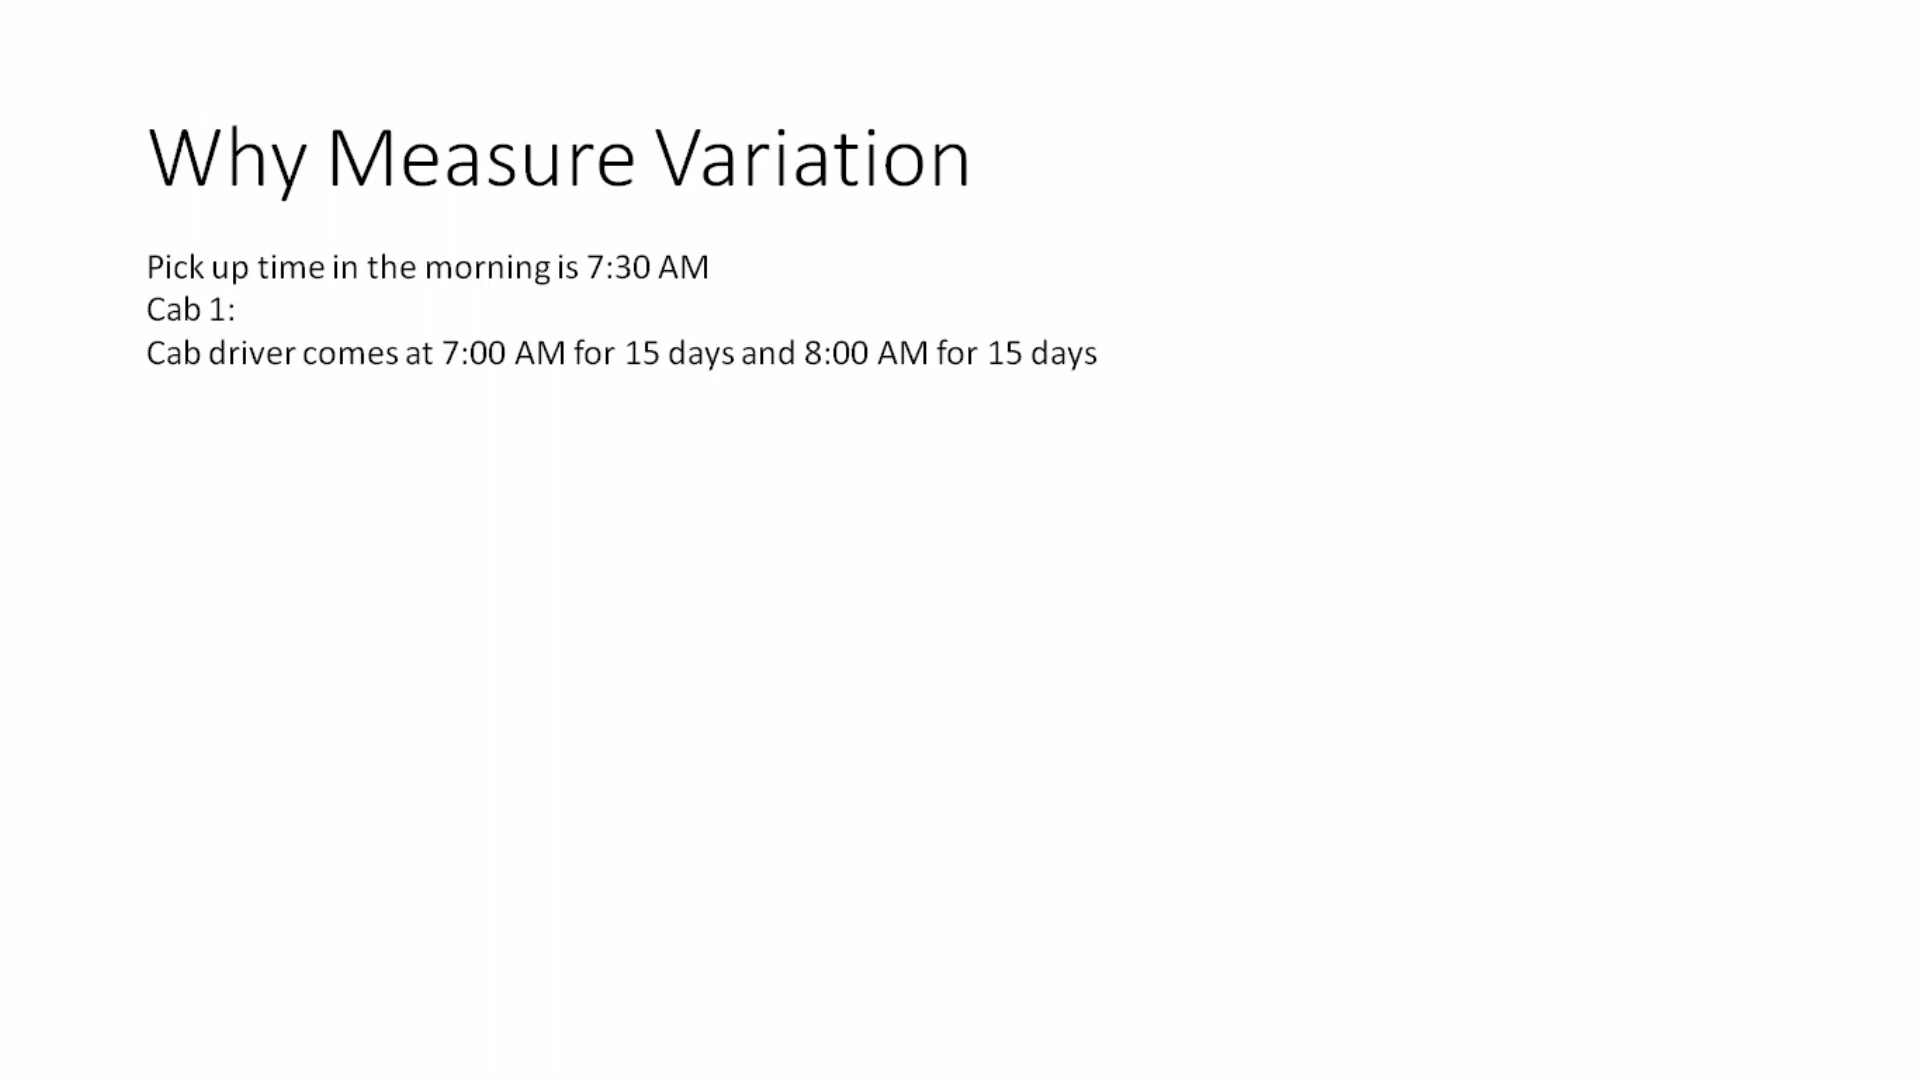 Why Measure Variation
Pick up time in the morning is 7:30 AM
Cab 1:
Cab driver comes at 7:00 AM for 15 days and 8:00 AM for 15 days